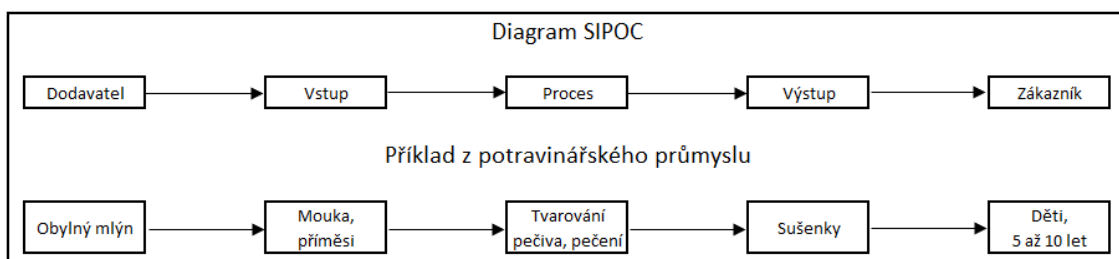 Diagram SIPOC
Dodavatel
Vstup
Proces
Výstup
Zákazník
Příklad z potravinářského průmyslu
Obylný mlýn
Mouka,
příměsi
Tvarování
pečiva, pečení
Sušenky
Děti,
5 až 10 let